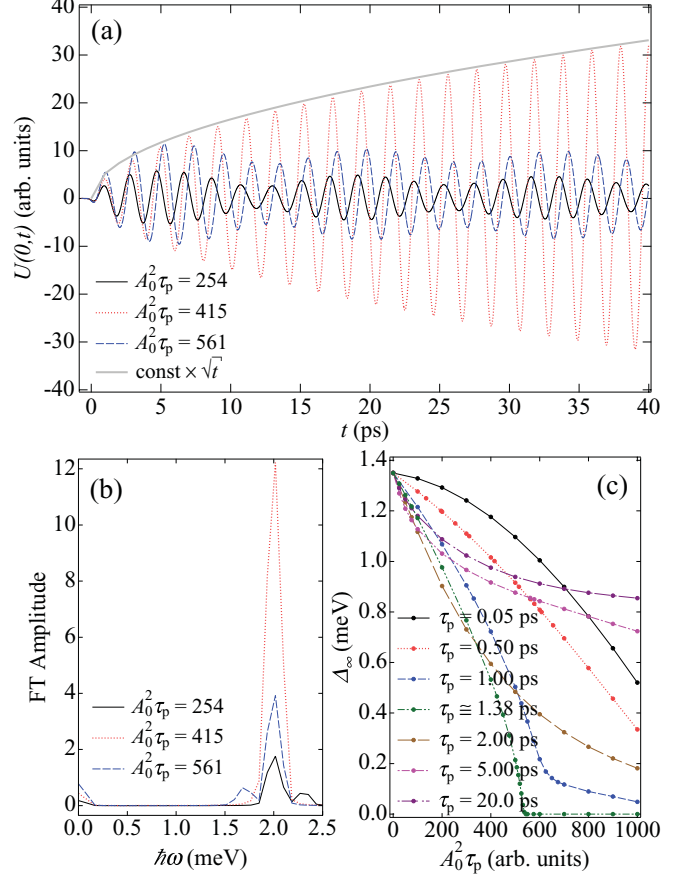 (a)
40
30
20
10
0
-10
-20
-30
-40
U(0,t) (arb. units)
A₀²τₚ = 254
A₀²τₚ = 415
A₀²τₚ = 561
const × √t
0 5 10 15 20 25 30 35 40
t (ps)
(b)
12
10
8
6
4
2
0
FT Amplitude
A₀²τₚ = 254
A₀²τₚ = 415
A₀²τₚ = 561
0.0 0.5 1.0 1.5 2.0 2.5
ℏω (meV)
(c)
1.4
1.2
1.0
0.8
0.6
0.4
0.2
0.0
Δ∞ (meV)
τₚ = 0.05 ps
τₚ = 0.50 ps
τₚ = 1.00 ps
τₚ ≅ 1.38 ps
τₚ = 2.00 ps
τₚ = 5.00 ps
τₚ = 20.0 ps
0 200 400 600 800 1000
A₀²τₚ (arb. units)